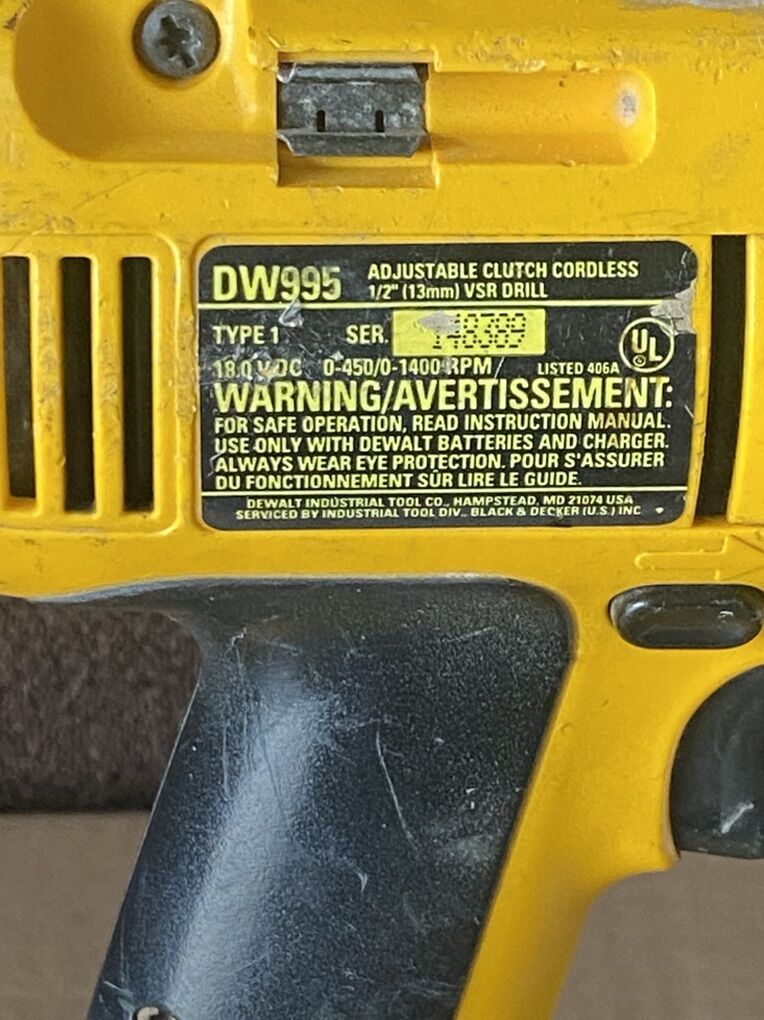 DW995 ADJUSTABLE CLUTCH CORDLESS
1/2" (13mm) VSR DRILL
TYPE 1 SER. 148389
18.0 V DC 0-450/0-1400 RPM LISTED 406A
UL
WARNING/AVERTISSEMENT:
FOR SAFE OPERATION, READ INSTRUCTION MANUAL.
USE ONLY WITH DEWALT BATTERIES AND CHARGER.
ALWAYS WEAR EYE PROTECTION. POUR S'ASSURER
DU FONCTIONNEMENT SÛR LIRE LE GUIDE.
DEWALT INDUSTRIAL TOOL CO., HAMPSTEAD, MD 21074 USA
SERVICED BY INDUSTRIAL TOOL DIV., BLACK & DECKER (U.S.) INC